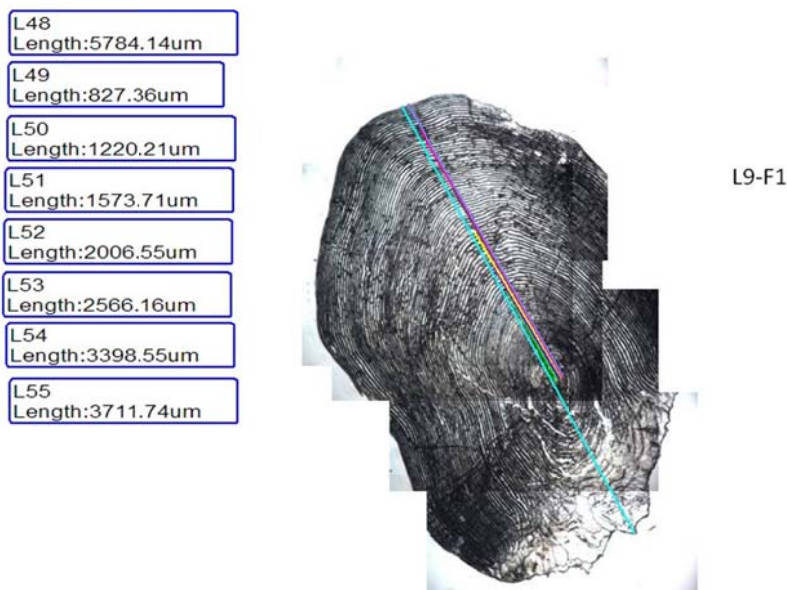 L48
Length:5784.14um
L49
Length:827.36um
L50
Length:1220.21um
L51
Length:1573.71um
L52
Length:2006.55um
L53
Length:2566.16um
L54
Length:3398.55um
L55
Length:3711.74um
L9-F1